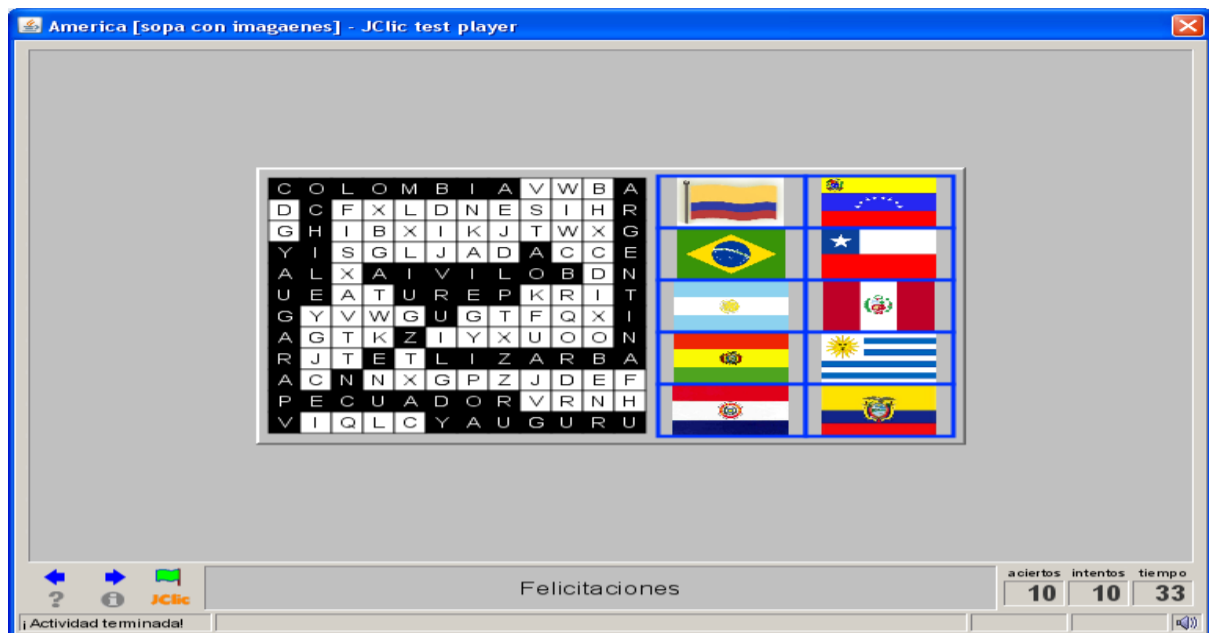 America [sopa con imagaenes] - JClic test player
C O L O M B I A V W B A
D C F X L D N E S I H R
G H I B X I K J T W X G
Y I S G L J A D A C C E
A L X A I V I L O B D N
U E A T U R E P K R I T
G Y V W G U G T F Q X I
A G T K Z I Y X U O O N
R J T E T L I Z A R B A
A C N N X G P Z J D E F
P E C U A D O R V R N H
V I Q L C Y A U G U R U
JClic
Felicitaciones
aciertos intentos tiempo
10 10 33
¡Actividad terminada!